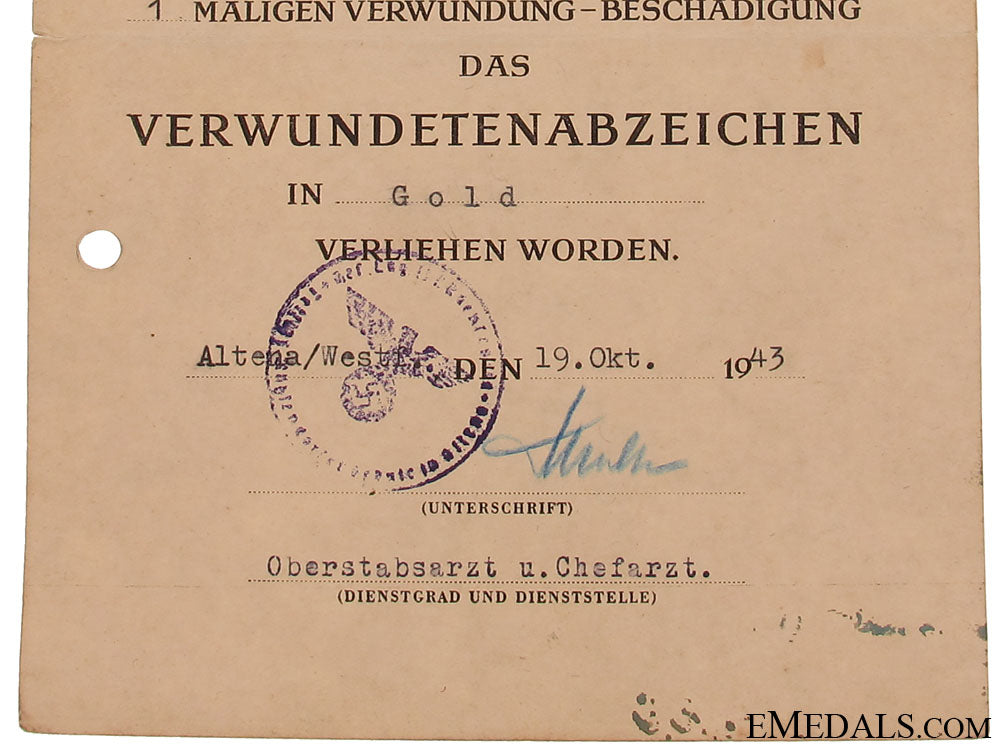 1 MALIGEN VERWUNDUNG – BESCHÄDIGUNG
DAS
VERWUNDETENABZEICHEN
IN Gold
VERLIEHEN WORDEN.
Altena/Westf. DEN 19.Okt. 1943
(UNTERSCHRIFT)
Oberstabsarzt u. Chefarzt.
(DIENSTGRAD UND DIENSTSTELLE)
EMEDALS.COM